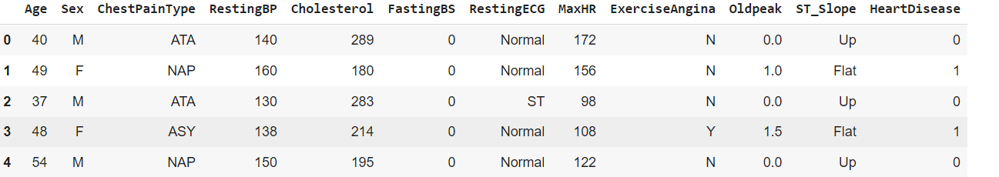 Age Sex ChestPainType RestingBP Cholesterol FastingBS RestingECG MaxHR ExerciseAngina Oldpeak ST_Slope HeartDisease
0 40 M ATA 140 289 0 Normal 172 N 0.0 Up 0
1 49 F NAP 160 180 0 Normal 156 N 1.0 Flat 1
2 37 M ATA 130 283 0 ST 98 N 0.0 Up 0
3 48 F ASY 138 214 0 Normal 108 Y 1.5 Flat 1
4 54 M NAP 150 195 0 Normal 122 N 0.0 Up 0